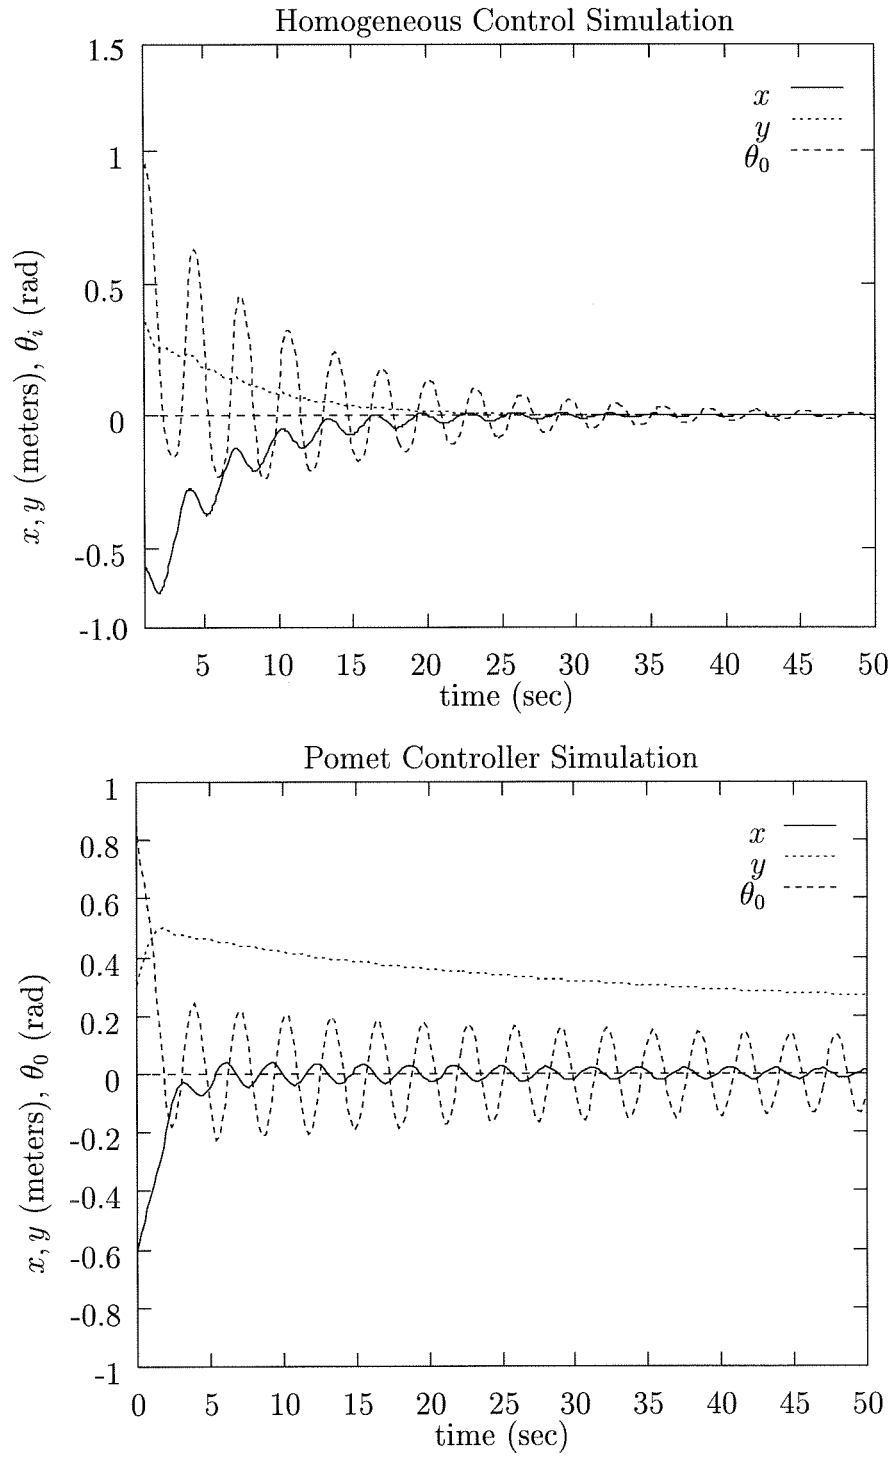 Homogeneous Control Simulation
1.5
1
0.5
0
-0.5
-1.0
x, y (meters), θi (rad)
x
y
θ0
5 10 15 20 25 30 35 40 45 50
time (sec)
Pomet Controller Simulation
1
0.8
0.6
0.4
0.2
0
-0.2
-0.4
-0.6
-0.8
-1
x, y (meters), θ0 (rad)
x
y
θ0
0 5 10 15 20 25 30 35 40 45 50
time (sec)